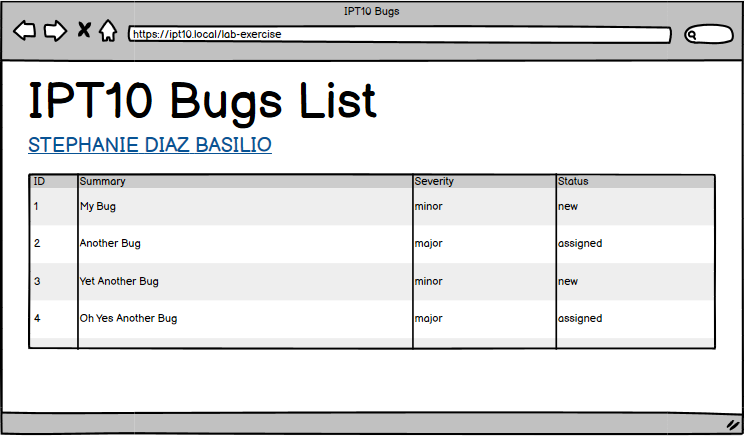 IPT10 Bugs
https://ipt10.local/lab-exercise
IPT10 Bugs List
STEPHANIE DIAZ BASILIO
ID Summary Severity Status
1 My Bug minor new
2 Another Bug major assigned
3 Yet Another Bug minor new
4 Oh Yes Another Bug major assigned